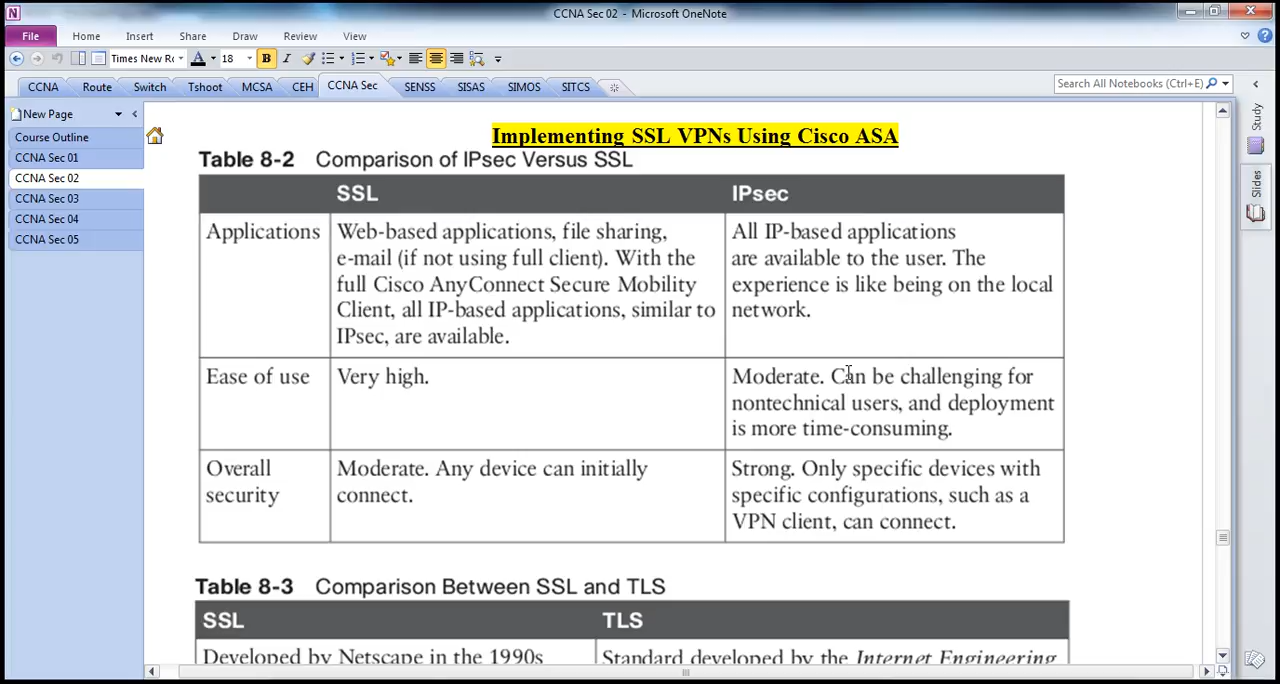 CCNA Sec 02 - Microsoft OneNote
File Home Insert Share Draw Review View
Times New Ro 18 B I
CCNA Route Switch Tshoot MCSA CEH CCNA Sec SENSS SISAS SIMOS SITCS Search All Notebooks (Ctrl+E)
New Page
Course Outline
CCNA Sec 01
CCNA Sec 02
CCNA Sec 03
CCNA Sec 04
CCNA Sec 05
Study
Slides
Implementing SSL VPNs Using Cisco ASA
Table 8-2 Comparison of IPsec Versus SSL
SSL IPsec
Applications
Web-based applications, file sharing,
e-mail (if not using full client). With the
full Cisco AnyConnect Secure Mobility
Client, all IP-based applications, similar to
IPsec, are available.
All IP-based applications
are available to the user. The
experience is like being on the local
network.
Ease of use
Very high.
Moderate. Can be challenging for
nontechnical users, and deployment
is more time-consuming.
Overall
security
Moderate. Any device can initially
connect.
Strong. Only specific devices with
specific configurations, such as a
VPN client, can connect.
Table 8-3 Comparison Between SSL and TLS
SSL TLS
Developed by Netscape in the 1990s
Standard developed by the Internet Engineering